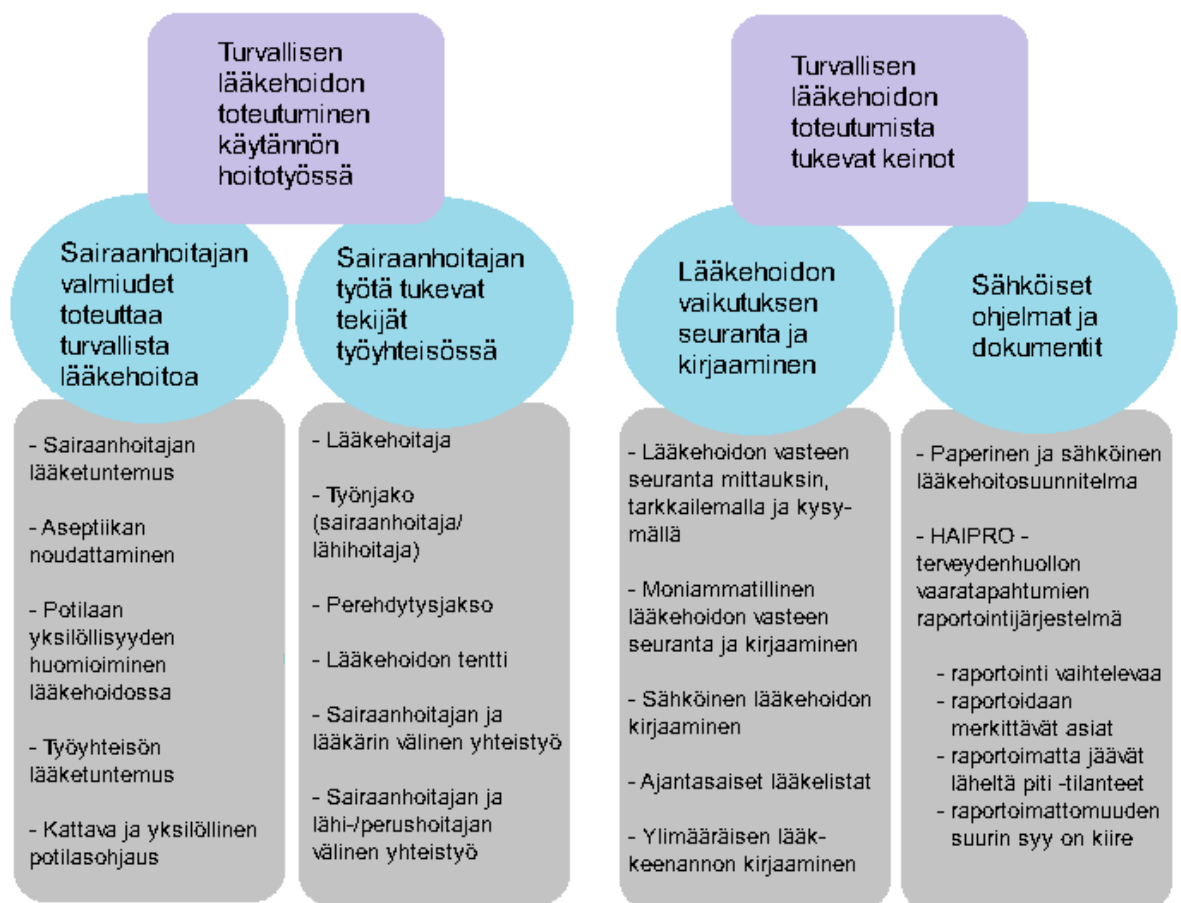 Turvallisen
lääkehoidon
toteutuminen
käytännön
hoitotyössä
Sairaanhoitajan
valmiudet
toteuttaa
turvallista
lääkehoitoa
- Sairaanhoitajan
lääketuntemus
- Aseptiikan
noudattaminen
- Potilaan
yksilöllisyyden
huomioiminen
lääkehoidossa
- Työyhteisön
lääketuntemus
- Kattava ja yksilöllinen
potilasohjaus
Sairaanhoitajan
työtä tukevat
tekijät
työyhteisössä
- Lääkehoitaja
- Työnjako
(sairaanhoitaja/
lähihoitaja)
- Perehdytysjakso
- Lääkehoidon tentti
- Sairaanhoitajan ja
lääkärin välinen yhteistyö
- Sairaanhoitajan ja
lähi-/perushoitajan
välinen yhteistyö
Turvallisen
lääkehoidon
toteutumista
tukevat keinot
Lääkehoidon
vaikutuksen
seuranta ja
kirjaaminen
- Lääkehoidon vasteen
seuranta mittauksin,
tarkkailemalla ja kysy-
mällä
- Moniammatillinen
lääkehoidon vasteen
seuranta ja kirjaaminen
- Sähköinen lääkehoidon
kirjaaminen
- Ajantasaiset lääkelistat
- Ylimääräisen lääk-
keenannon kirjaaminen
Sähköiset
ohjelmat ja
dokumentit
- Paperinen ja sähköinen
lääkehoitosuunnitelma
- HAIPRO -
terveydenhuollon
vaaratapahtumien
raportointijärjestelmä
- raportointi vaihtelevaa
- raportoidaan
merkittävät asiat
- raportoimatta jäävät
läheltä piti -tilanteet
- raportoimattomuuden
suurin syy on kiire